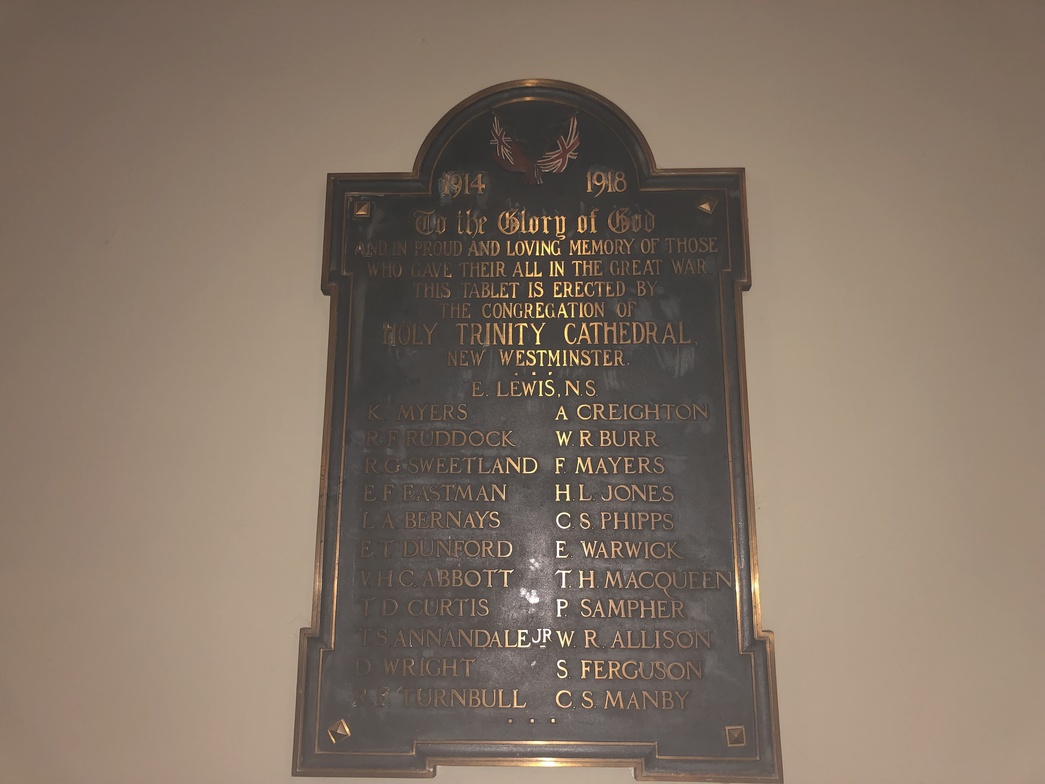 1914 1918
To the Glory of God
AND IN PROUD AND LOVING MEMORY OF THOSE
WHO GAVE THEIR ALL IN THE GREAT WAR.
THIS TABLET IS ERECTED BY
THE CONGREGATION OF
HOLY TRINITY CATHEDRAL,
NEW WESTMINSTER.
E. LEWIS, N.S.
K. MYERS A CREIGHTON
R. F. RUDDOCK. W. R BURR
R. G. SWEETLAND F. MAYERS
E F EASTMAN H. L. JONES
L. A. BERNAYS C. S. PHIPPS
E. T. DUNFORD E. WARWICK
V. H. C. ABBOTT T. H. MACQUEEN
T D CURTIS P. SAMPHER
T. S. ANNANDALE JR W. R. ALLISON
D. WRIGHT S. FERGUSON
R. F. TURNBULL C. S. MANBY